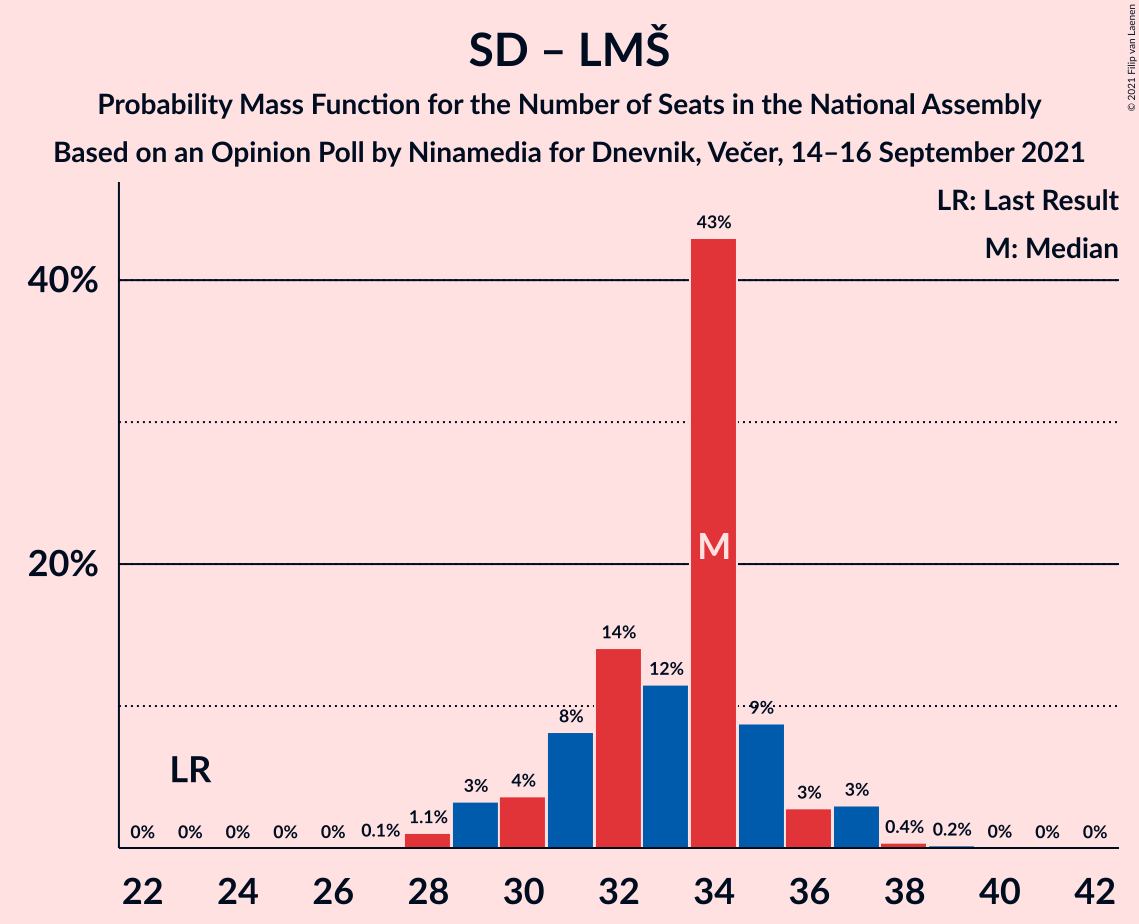 SD – LMŠ
Probability Mass Function for the Number of Seats in the National Assembly
Based on an Opinion Poll by Ninamedia for Dnevnik, Večer, 14–16 September 2021
© 2021 Filip van Laenen
LR: Last Result
M: Median
43%
40%
M
20%
14%
12%
8%
9%
LR
3%
4%
3%
3%
0% 0% 0% 0% 0% 0.1% 1.1% 0.4% 0.2% 0% 0% 0%
22 24 26 28 30 32 34 36 38 40 42